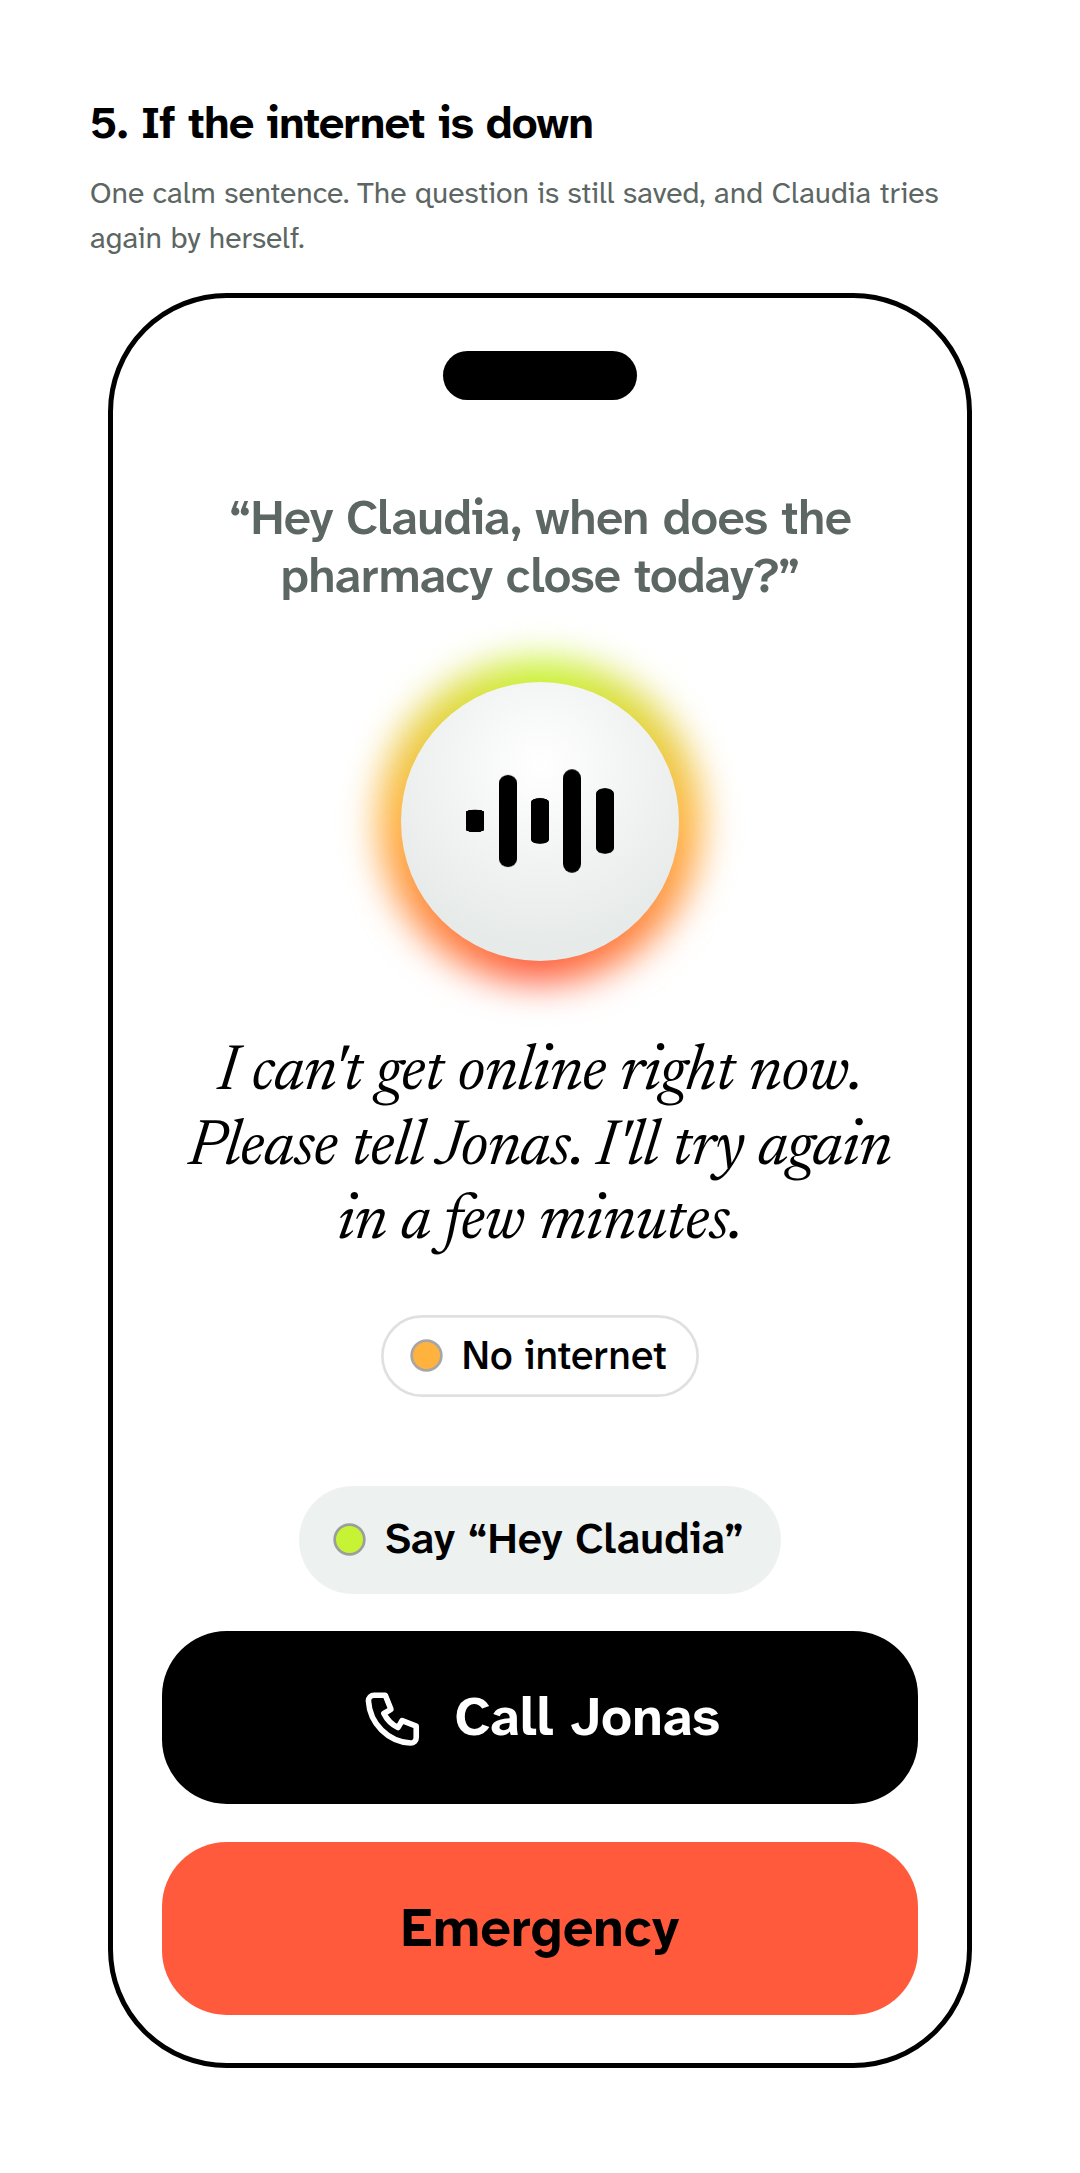 5. If the internet is down
One calm sentence. The question is still saved, and Claudia tries
again by herself.
“Hey Claudia, when does the
pharmacy close today?”
I can't get online right now.
Please tell Jonas. I'll try again
in a few minutes.
No internet
Say “Hey Claudia”
Call Jonas
Emergency